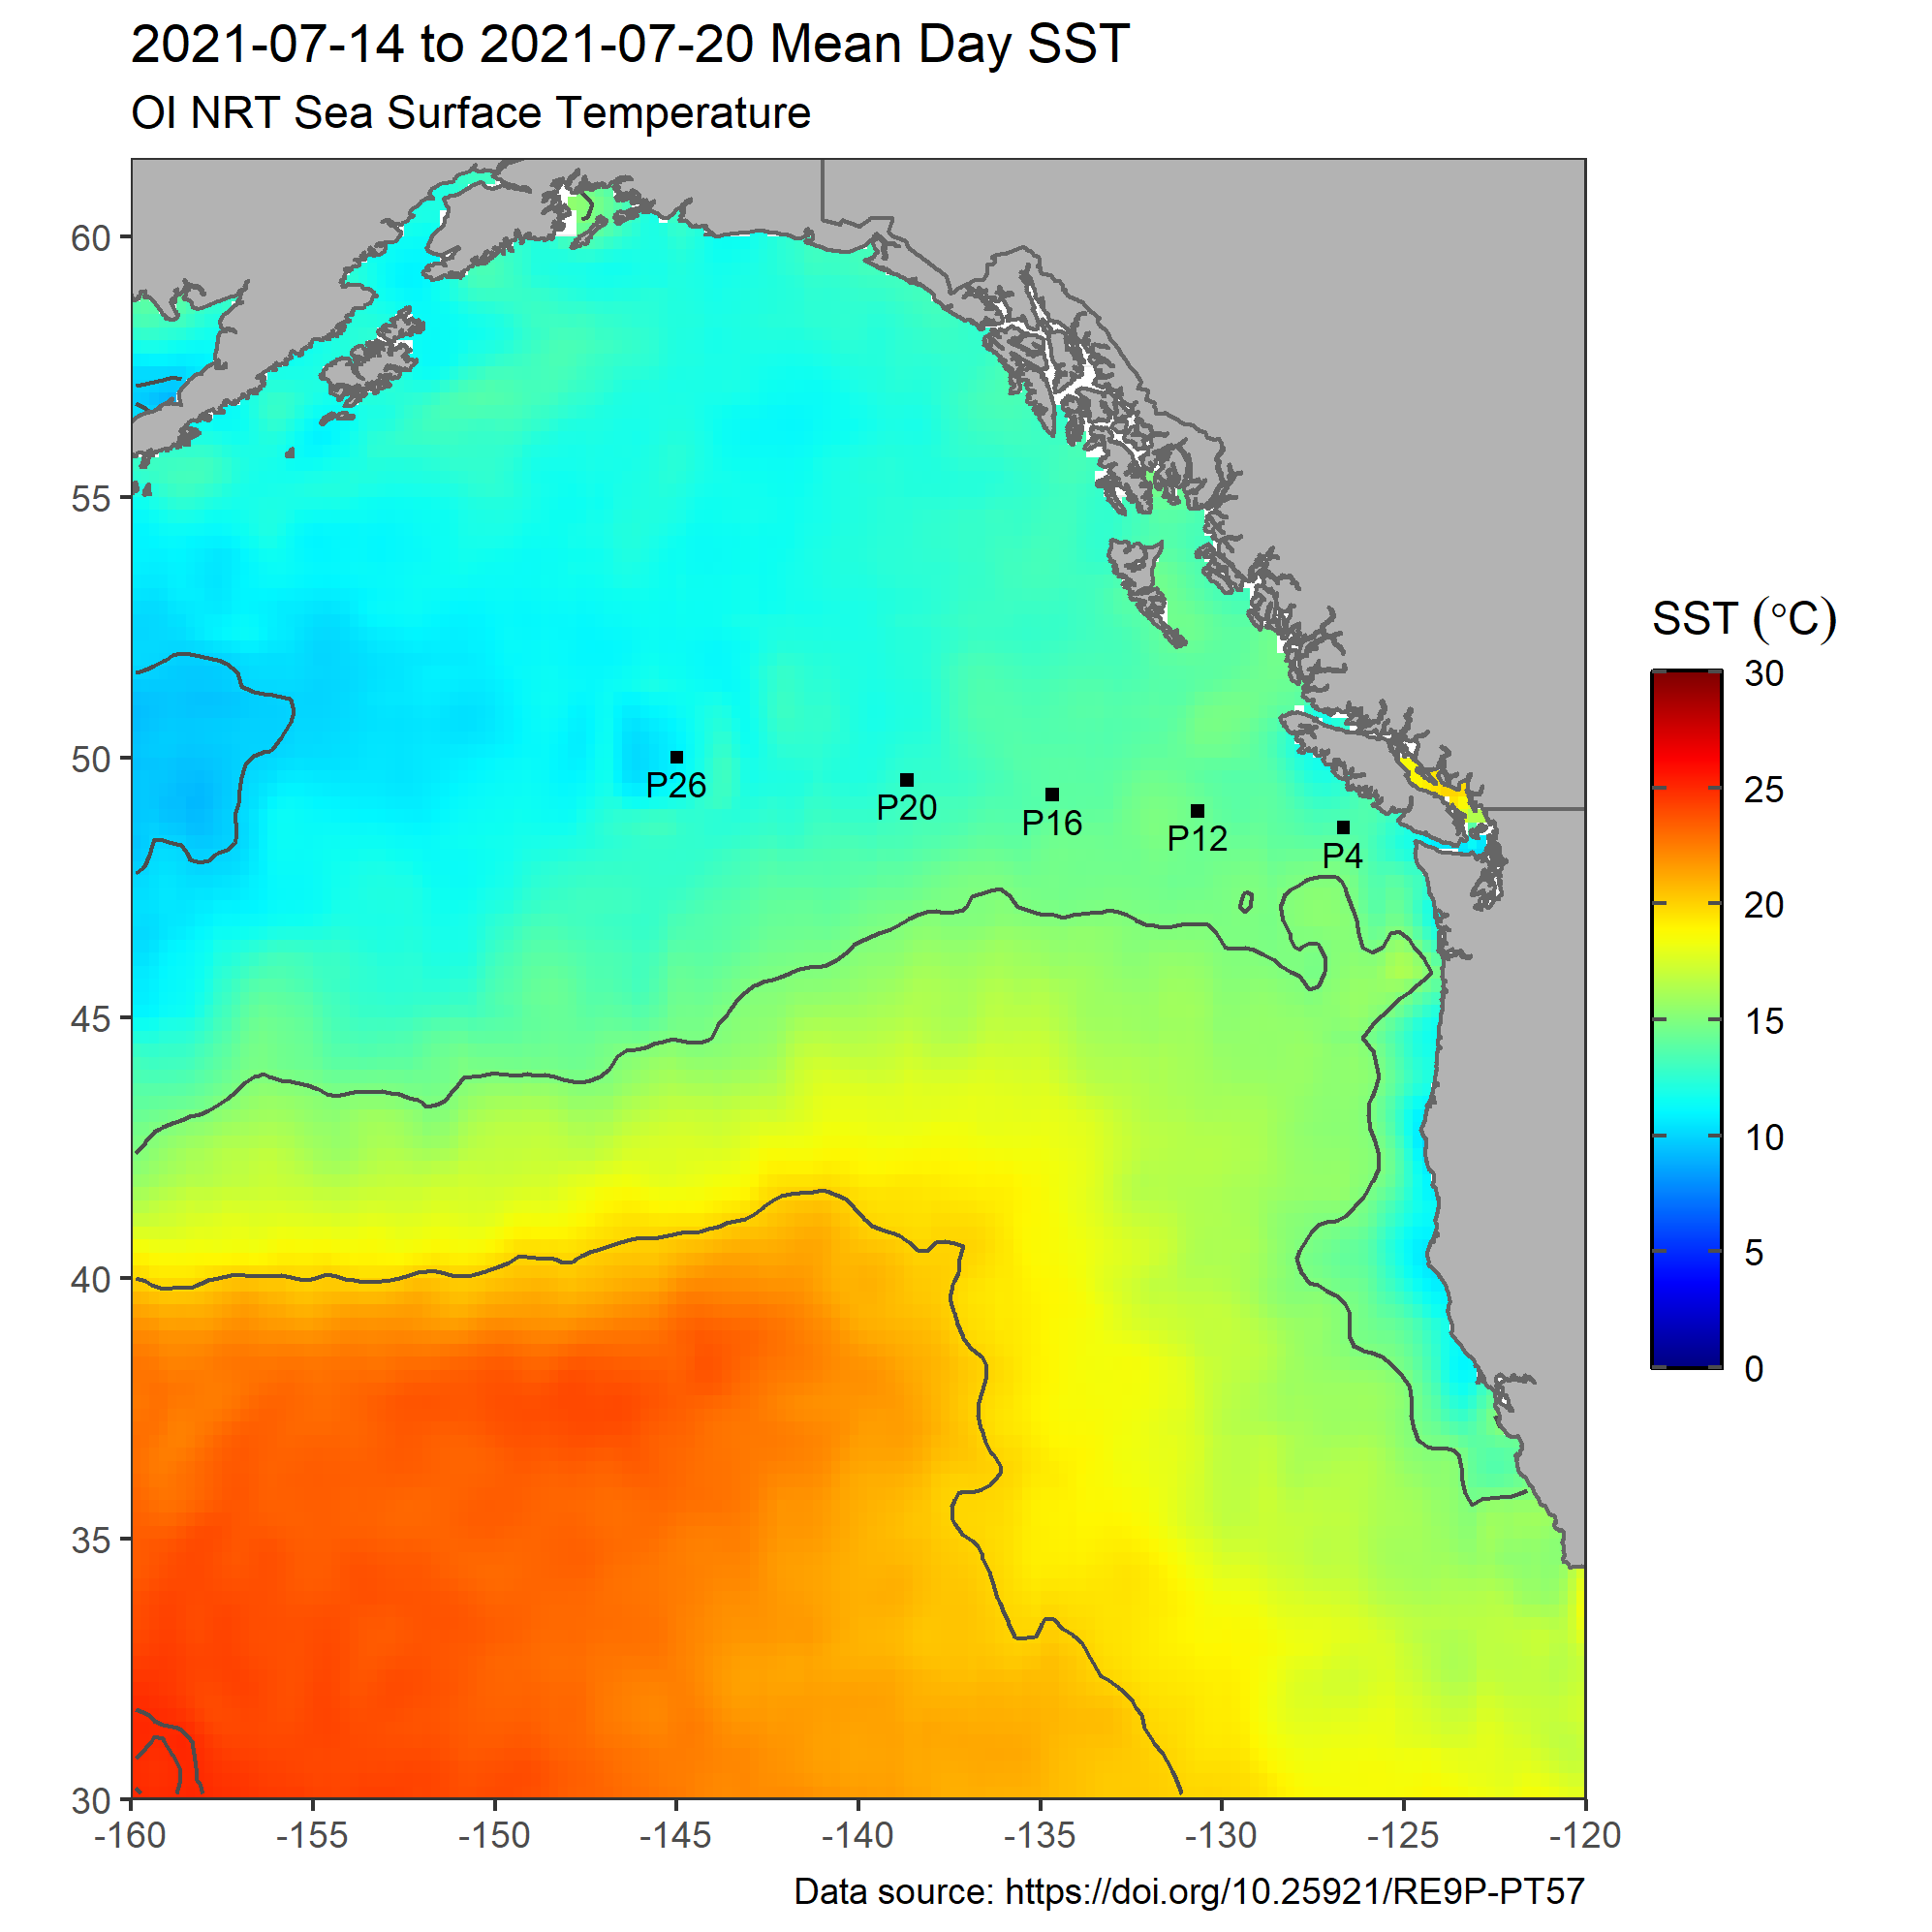 2021-07-14 to 2021-07-20 Mean Day SST
OI NRT Sea Surface Temperature
60
55
50
45
40
35
30
-160
-155
-150
-145
-140
-135
-130
-125
-120
P26
P20
P16
P12
P4
SST (°C)
30
25
20
15
10
5
0
Data source: https://doi.org/10.25921/RE9P-PT57